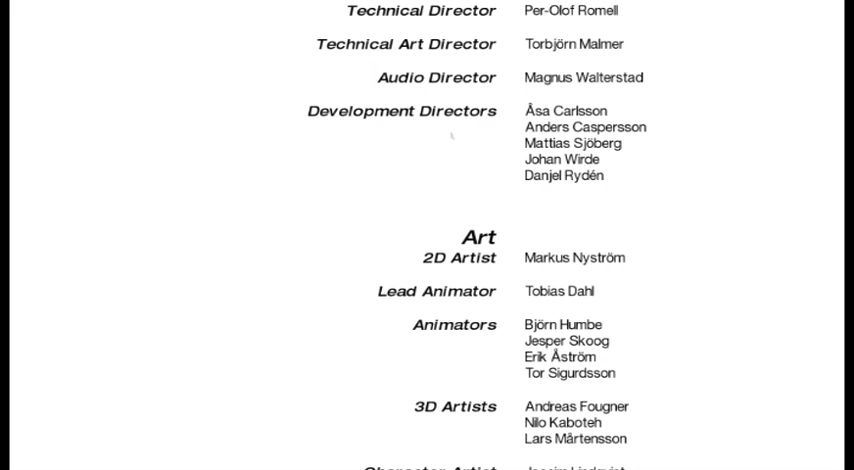 Technical Director Per-Olof Romell
Technical Art Director Torbjörn Malmer
Audio Director Magnus Walterstad
Development Directors Åsa Carlsson
Anders Caspersson
Mattias Sjöberg
Johan Wirde
Danjel Rydén
Art
2D Artist Markus Nyström
Lead Animator Tobias Dahl
Animators Björn Humbe
Jesper Skoog
Erik Åström
Tor Sigurdsson
3D Artists Andreas Fougner
Nilo Kaboteh
Lars Mårtensson
Character Artist